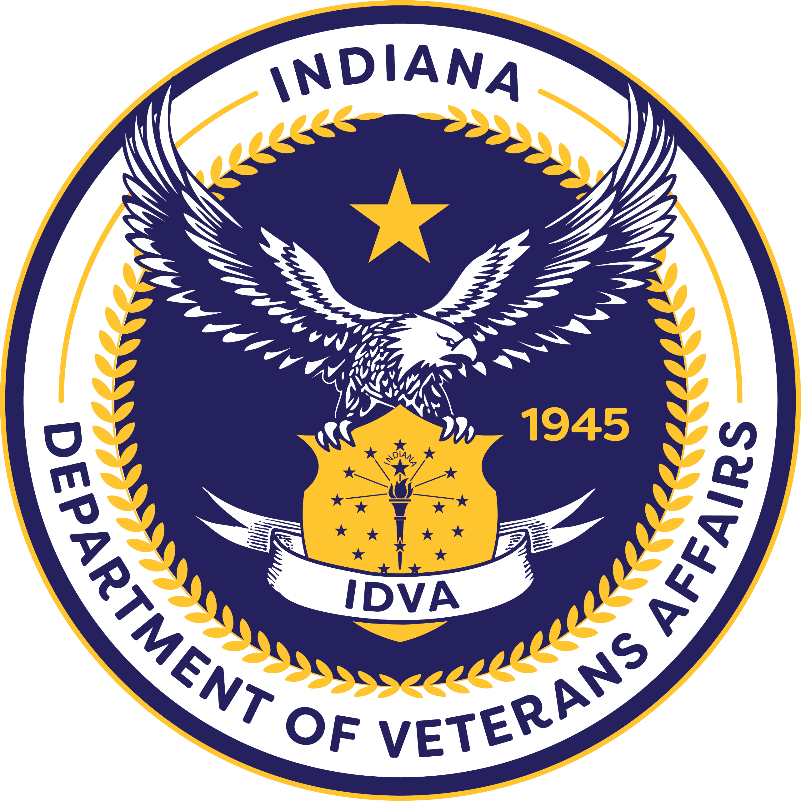 INDIANA
1945
INDIANA
IDVA
DEPARTMENT OF VETERANS AFFAIRS